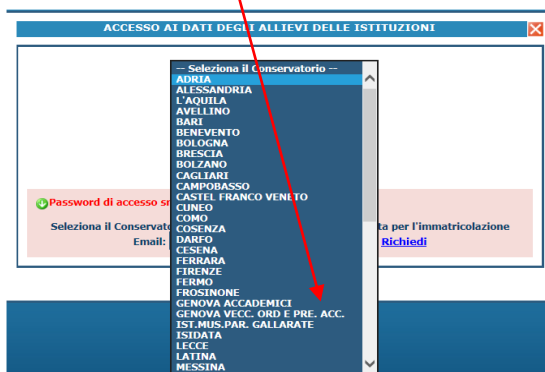 ACCESSO AI DATI DEGLI ALLIEVI DELLE ISTITUZIONI
-- Seleziona il Conservatorio --
ADRIA
ALESSANDRIA
L'AQUILA
AVELLINO
BARI
BENEVENTO
BOLOGNA
BRESCIA
BOLZANO
CAGLIARI
CAMPOBASSO
CASTEL FRANCO VENETO
CUNEO
COMO
COSENZA
DARFO
CESENA
FERRARA
FIRENZE
FERMO
FROSINONE
GENOVA ACCADEMICI
GENOVA VECC. ORD E PRE. ACC.
IST.MUS.PAR. GALLARATE
ISIDATA
LECCE
LATINA
MESSINA
Password di accesso
Seleziona il per l'immatricolazione
Email: Richiedi